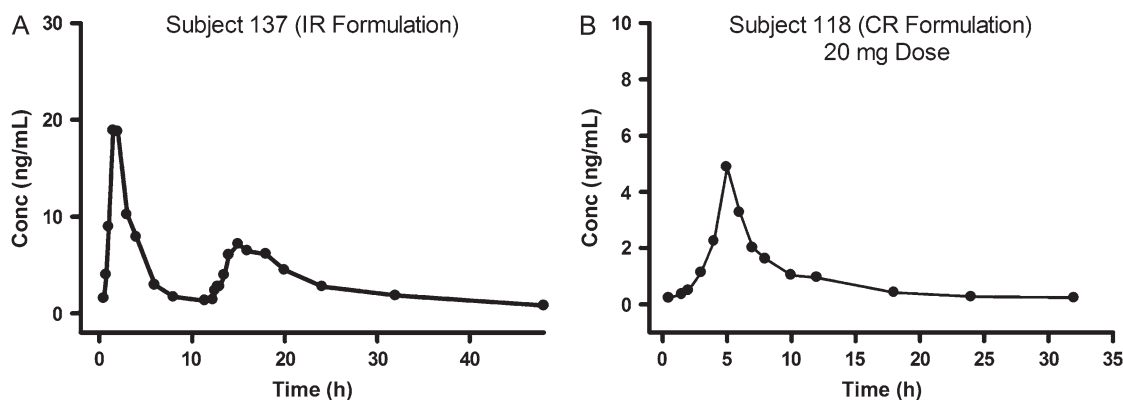 A
Subject 137 (IR Formulation)
30
20
10
0
Conc (ng/mL)
0
10
20
30
40
Time (h)
B
Subject 118 (CR Formulation)
20 mg Dose
10
8
6
4
2
0
Conc (ng/mL)
0
5
10
15
20
25
30
35
Time (h)